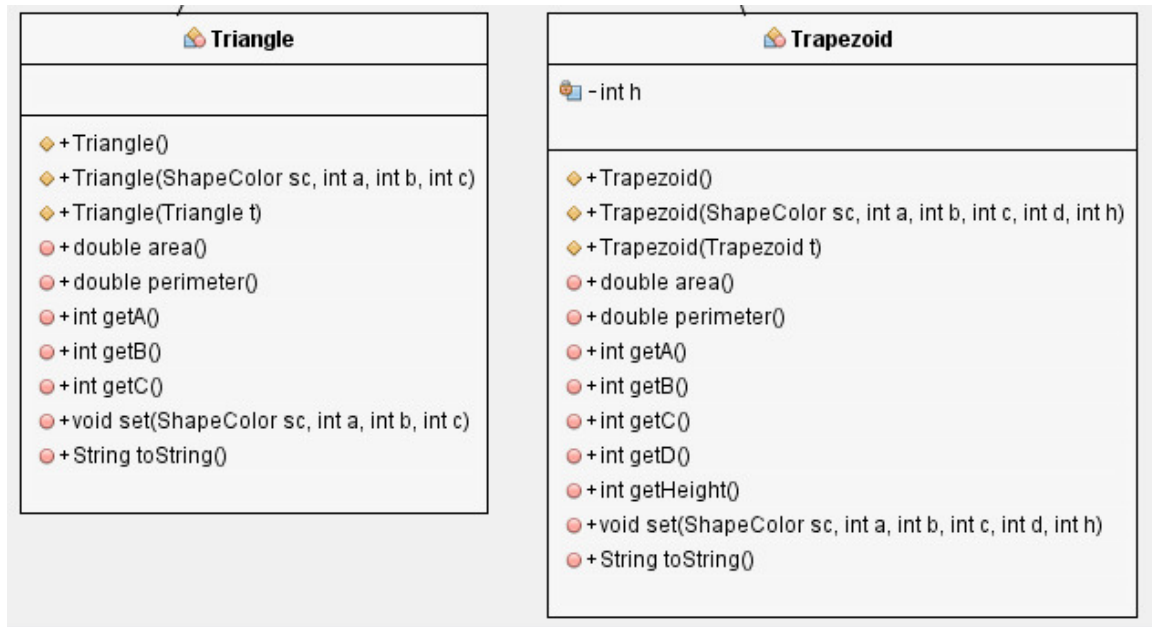 Triangle
+Triangle()
+Triangle(ShapeColor sc, int a, int b, int c)
+Triangle(Triangle t)
+ double area()
+ double perimeter()
+ int getA()
+ int getB()
+ int getC()
+void set(ShapeColor sc, int a, int b, int c)
+ String toString()
Trapezoid
- int h
+ Trapezoid()
+ Trapezoid(ShapeColor sc, int a, int b, int c, int d, int h)
+ Trapezoid(Trapezoid t)
+ double area()
+ double perimeter()
+ int getA()
+ int getB()
+ int getC()
+ int getD()
+ int getHeight()
+void set(ShapeColor sc, int a, int b, int c, int d, int h)
+ String toString()